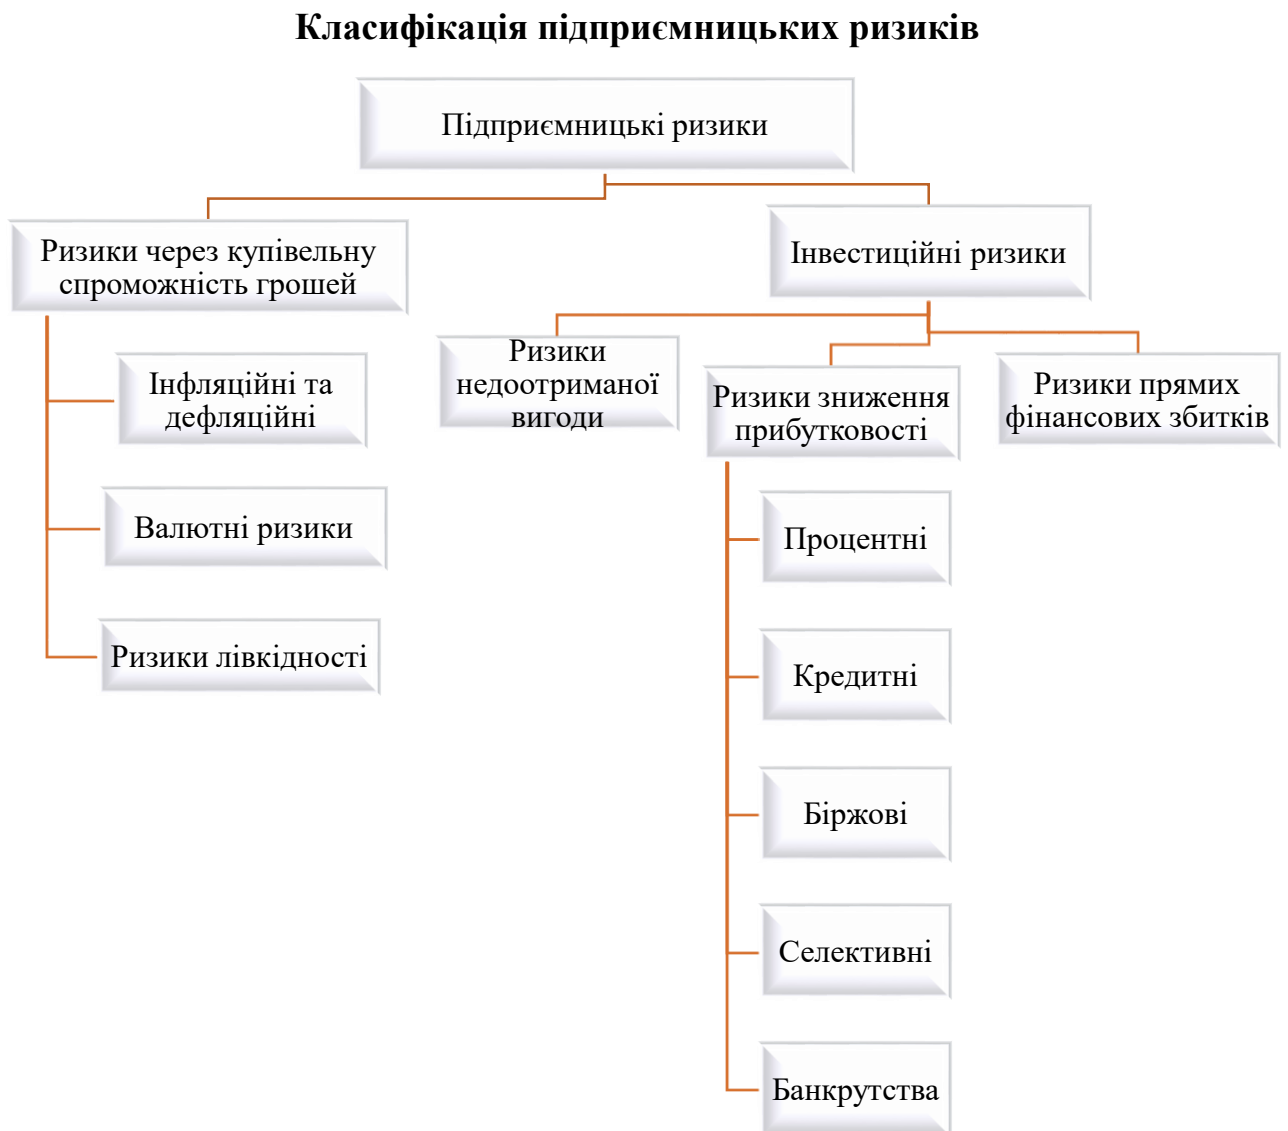 Класифікація підприємницьких ризиків
Підприємницькі ризики
Ризики через купівельну
спроможність грошей
Інфляційні та
дефляційні
Валютні ризики
Ризики лівкідності
Інвестиційні ризики
Ризики
недоотриманої
вигоди
Ризики зниження
прибутковості
Процентні
Кредитні
Біржові
Селективні
Банкрутства
Ризики прямих
фінансових збитків